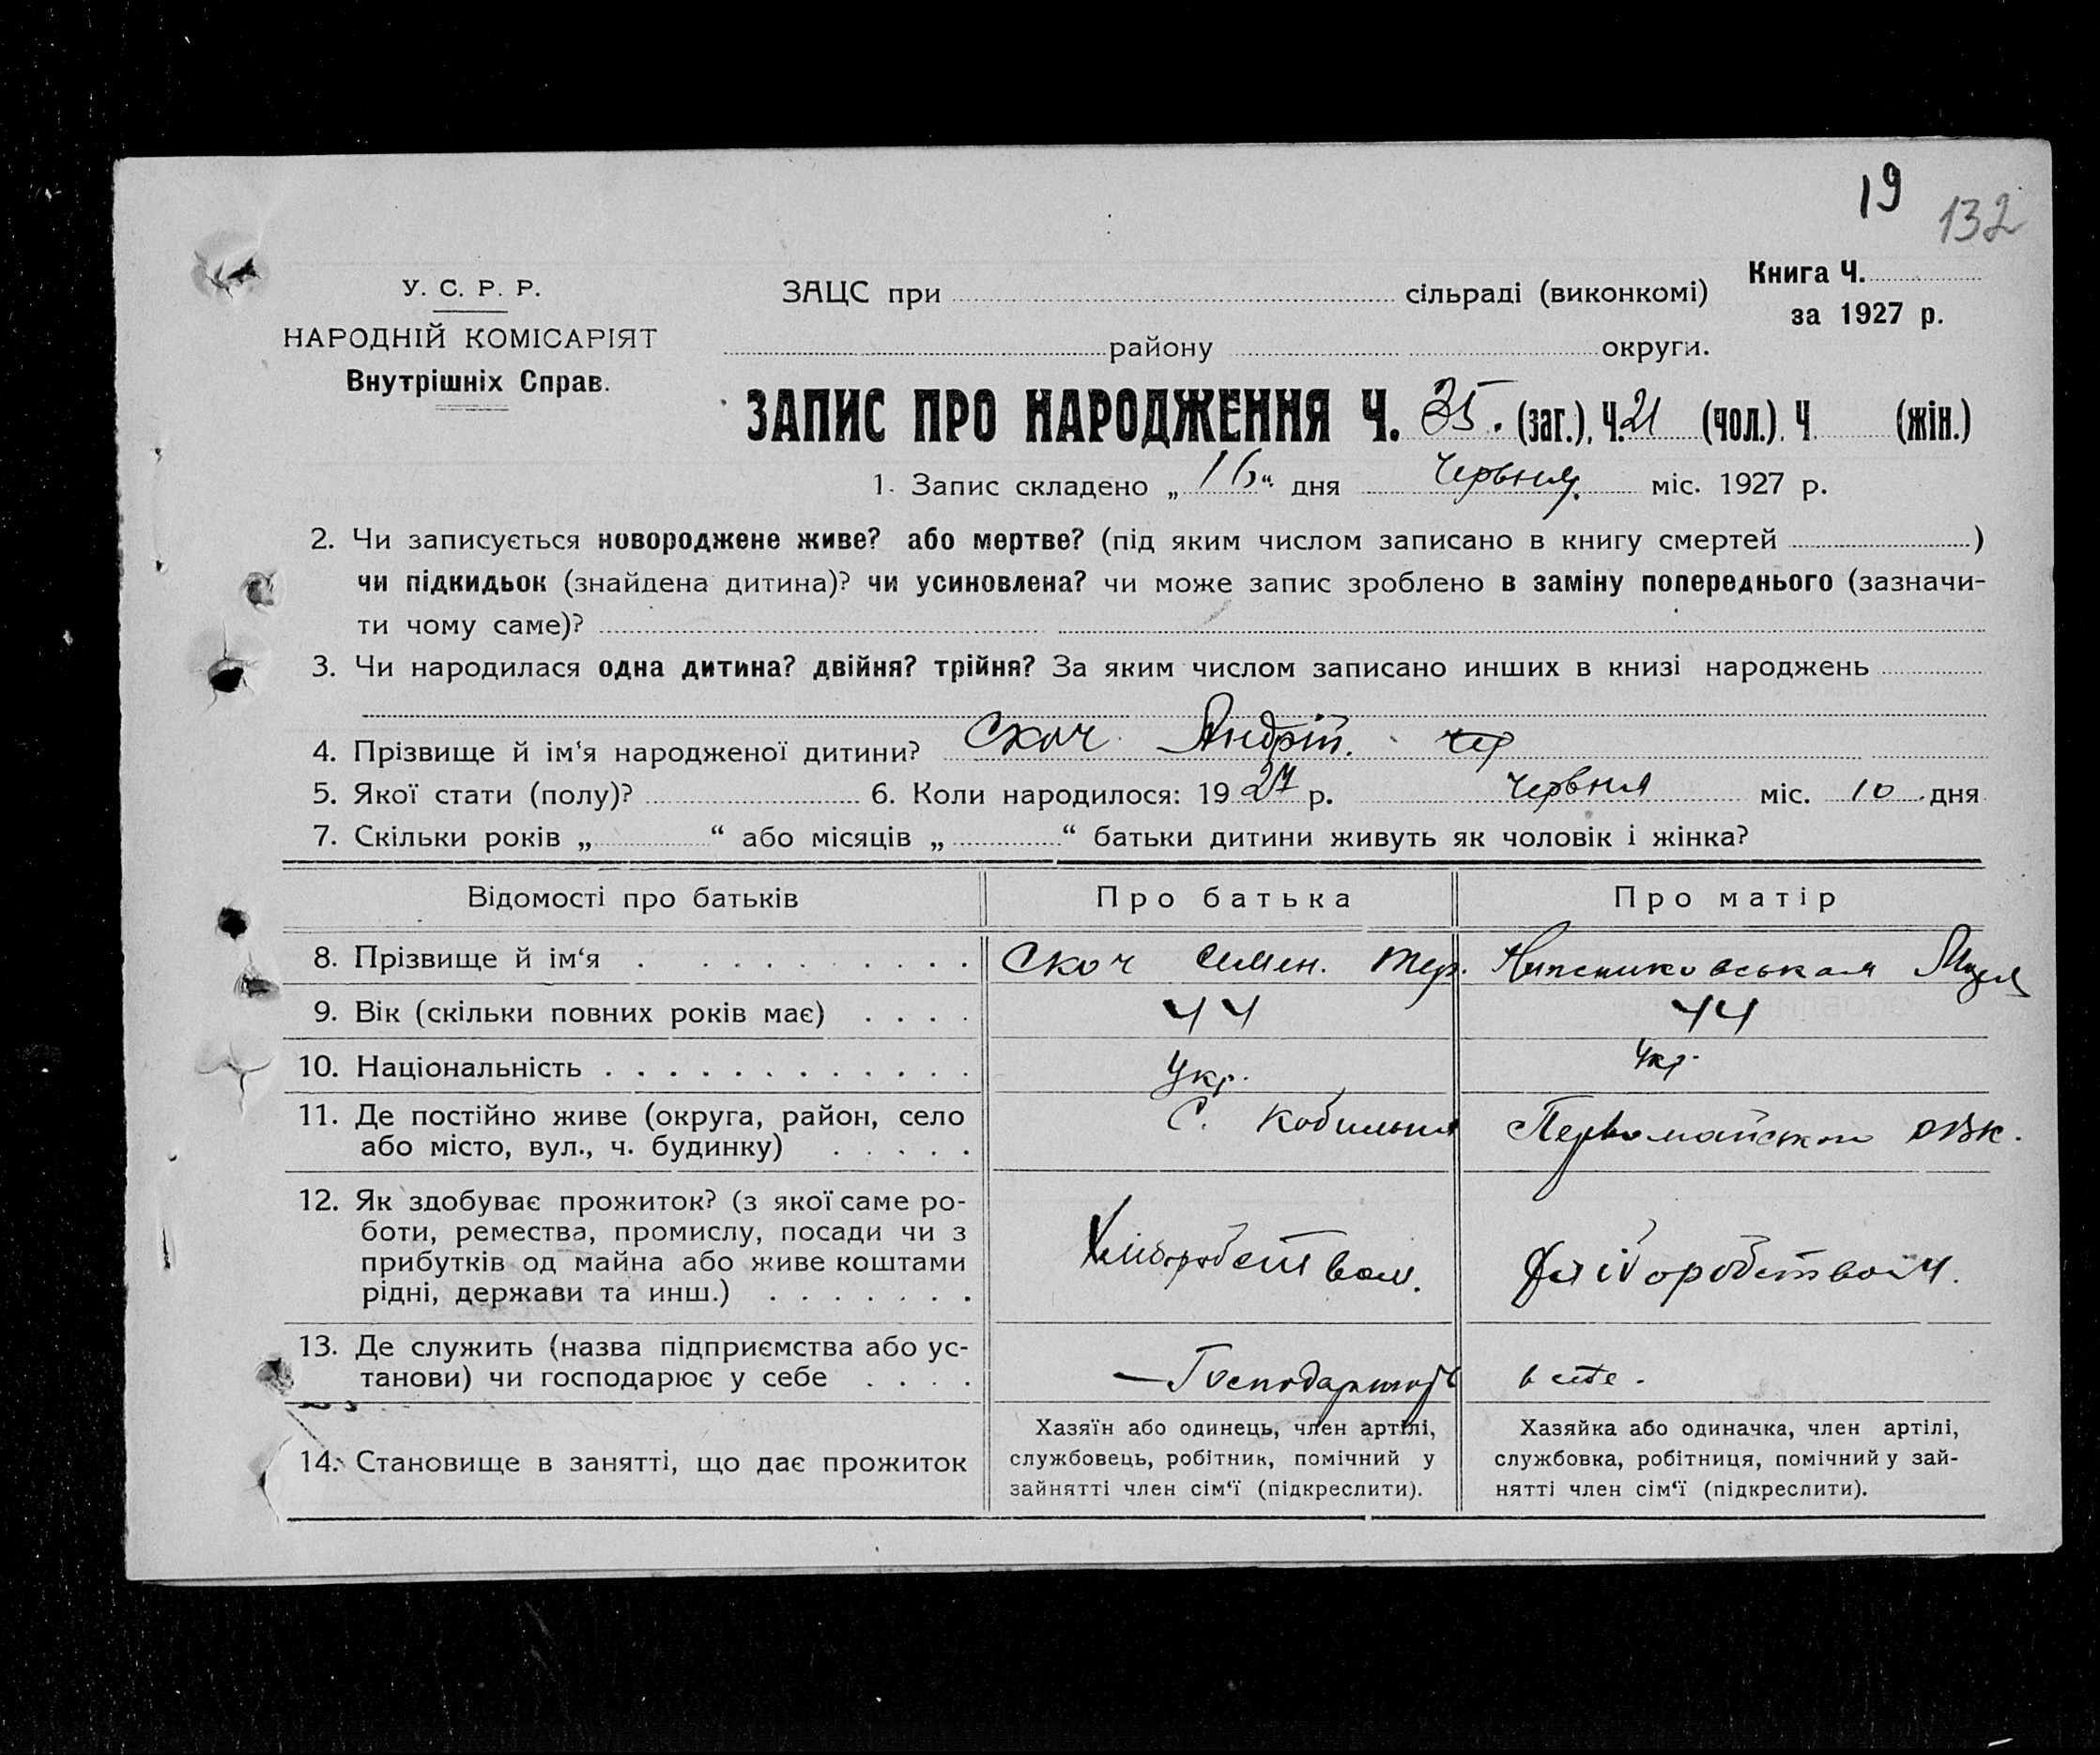 19
132
У. С. Р. Р.
НАРОДНІЙ КОМІСАРІЯТ
Внутрішніх Справ.
ЗАЦС при сільраді (виконкомі)
Книга Ч.
за 1927 р.
району округи.
ЗАПИС ПРО НАРОДЖЕННЯ Ч. 35. (заг.), Ч. 21 (чол.). Ч (жін.)
1. Запис складено „16“ дня Червня. міс. 1927 р.
2. Чи записується новороджене живе? або мертве? (під яким числом записано в книгу смертей )
чи підкидьок (знайдена дитина)? чи усиновлена? чи може запис зроблено в заміну попереднього (зазначи-
ти чому саме)?
3. Чи народилася одна дитина? двійня? трійня? За яким числом записано инших в книзі народжень
4. Прізвище й ім'я народженої дитини? Скоч Андрій.
5. Якої стати (полу)? 6. Коли народилося: 1927 р. Червня міс. 10 дня
7. Скільки років „ “ або місяців „ “ батьки дитини живуть як чоловік і жінка?
Відомості про батьків Про батька Про матір
8. Прізвище й ім‘я Скоч Семен.
9. Вік (скільки повних років має) 44 44
10. Національність Укр. Укр.
11. Де постійно живе (округа, район, село
або місто, вул., ч. будинку)
С. Кобильня Первомайської
12. Як здобуває прожиток? (з якої саме ро-
боти, ремества, промислу, посади чи з
прибутків од майна або живе коштами
рідні, держави та инш.)
Хліборобством. Хліборобством.
13. Де служить (назва підприємства або ус-
танови) чи господарює у себе
в себе.
14. Становище в занятті, що дає прожиток
Хазяїн або одинець, член артілі,
службовець, робітник, помічний у
зайнятті член сім‘ї (підкреслити).
Хазяйка або одиначка, член артілі,
службовка, робітниця, помічний у зай-
нятті член сім‘ї (підкреслити).